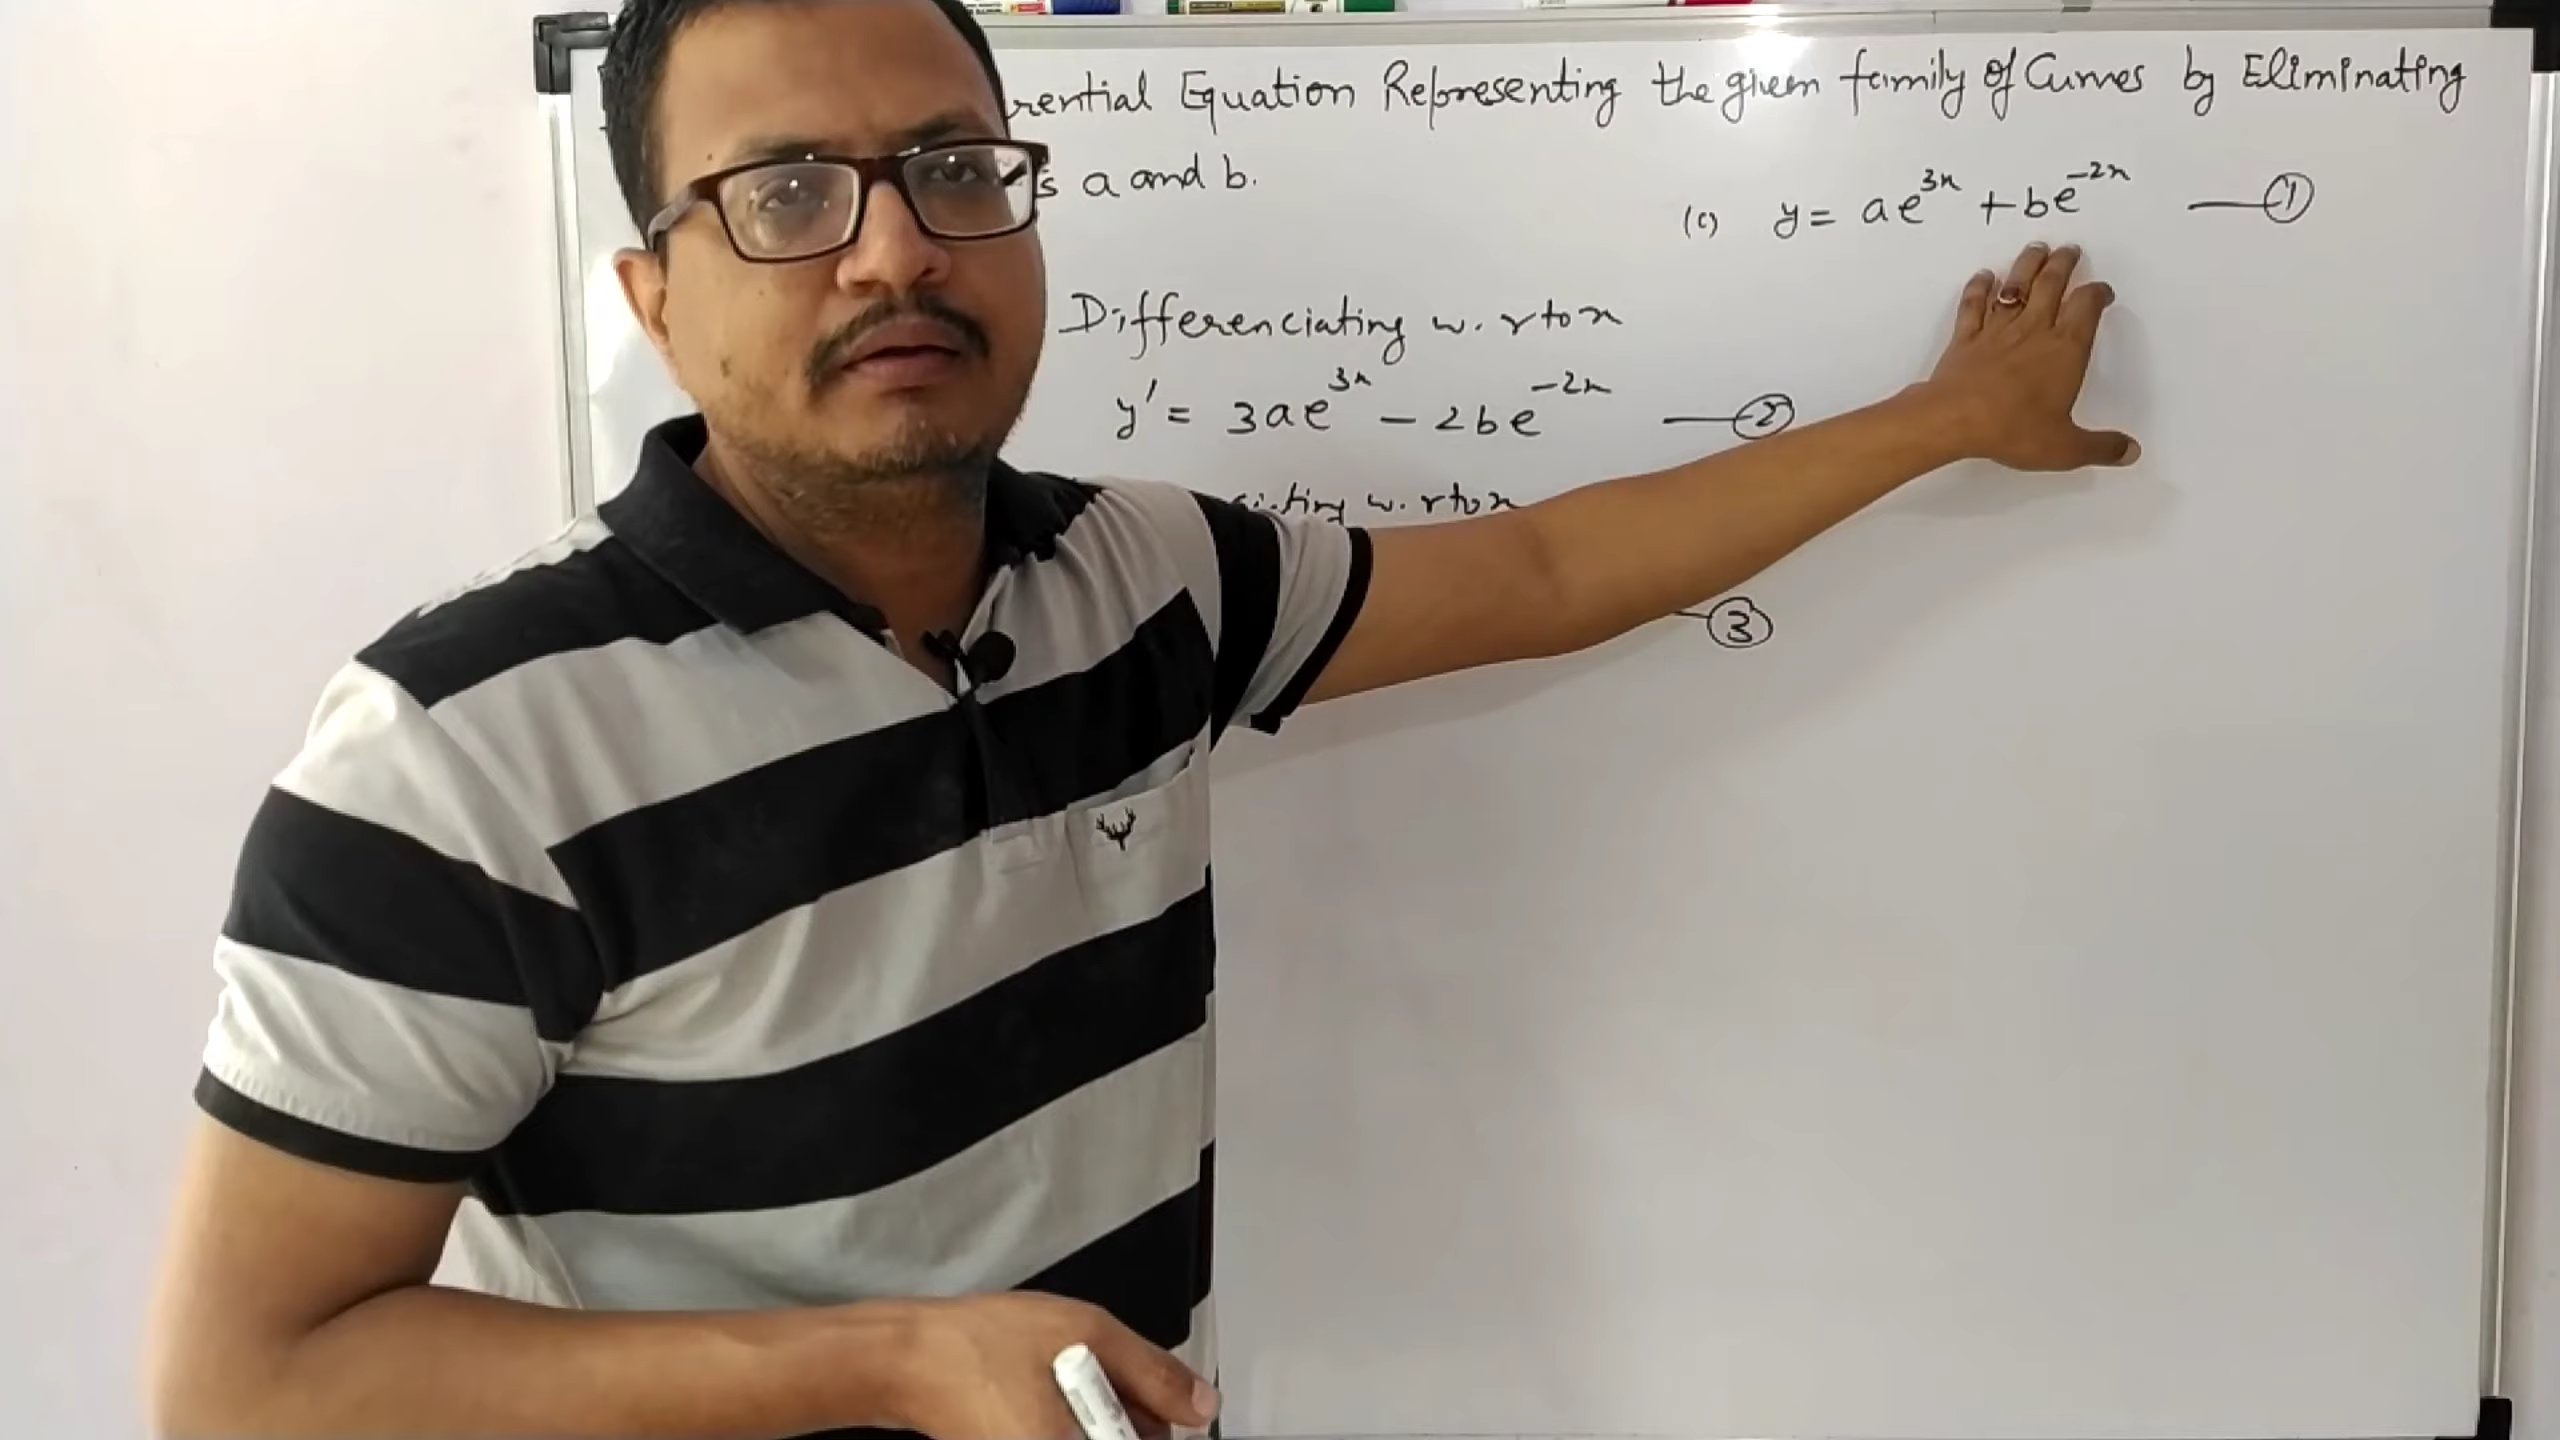 rential Equation Representing the given family of Curves by Eliminating
s a and b.
(c) y = ae^{3x} + be^{-2x} —①
Differenciating w.r to x
y' = 3ae^{3x} - 2be^{-2x} —②
w.r to x
—③